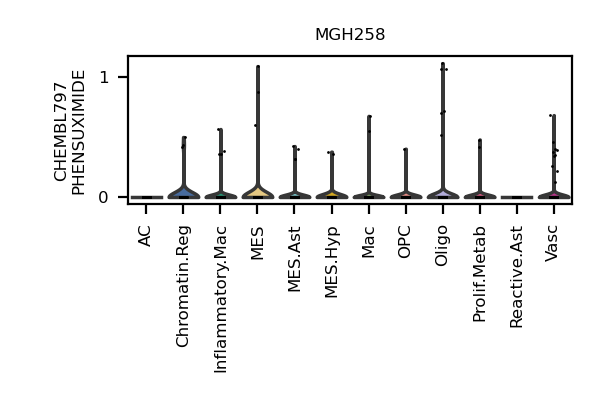 MGH258
CHEMBL797
PHENSUXIMIDE
1
0
AC
Chromatin.Reg
Inflammatory.Mac
MES
MES.Ast
MES.Hyp
Mac
OPC
Oligo
Prolif.Metab
Reactive.Ast
Vasc